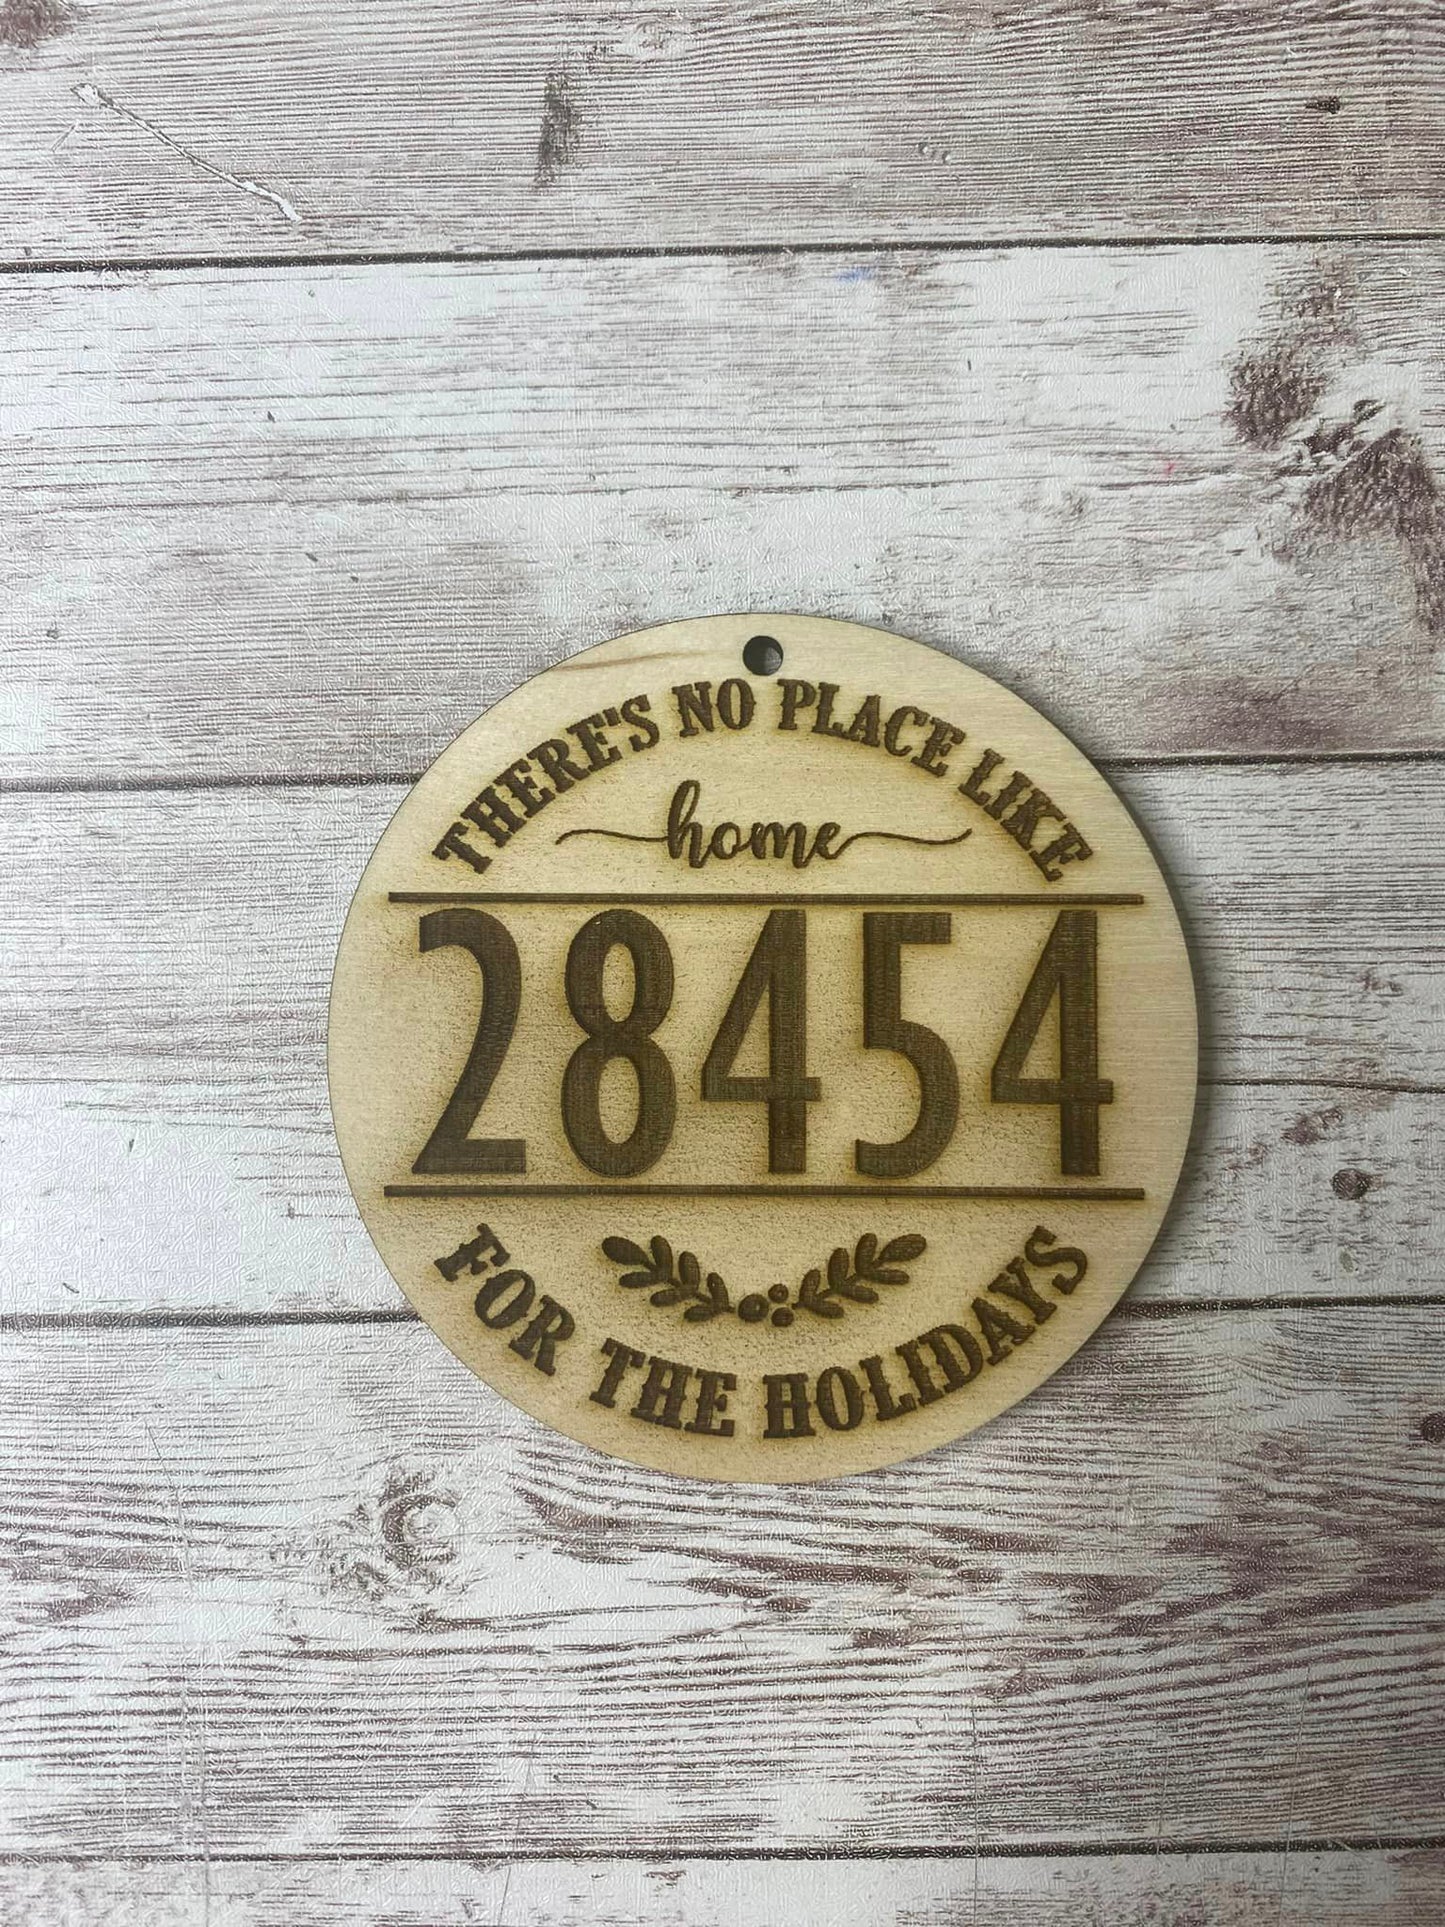 THERE'S NO PLACE LIKE
home
28454
FOR THE HOLIDAYS